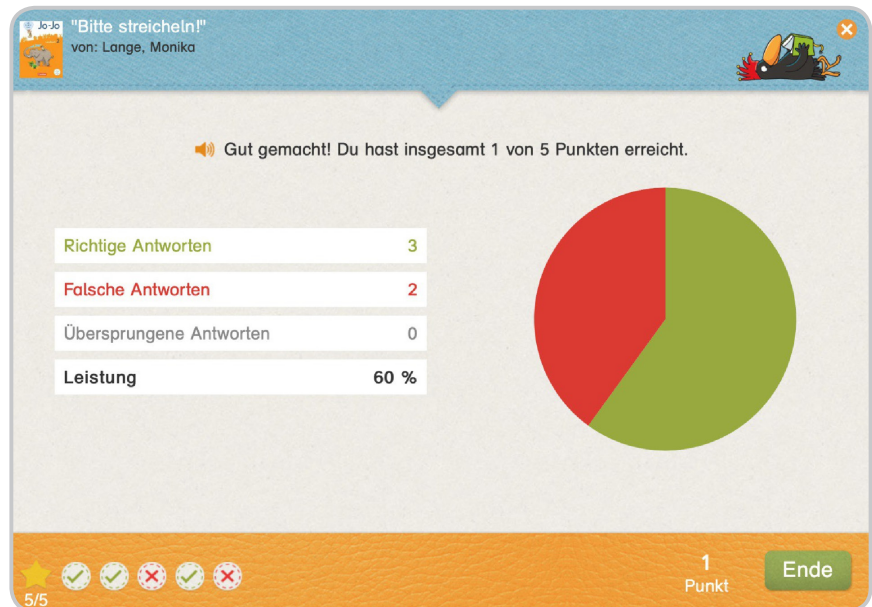 Jo-Jo
"Bitte streicheln!"
von: Lange, Monika
Gut gemacht! Du hast insgesamt 1 von 5 Punkten erreicht.
Richtige Antworten 3
Falsche Antworten 2
Übersprungene Antworten 0
Leistung 60 %
5/5
1
Punkt
Ende